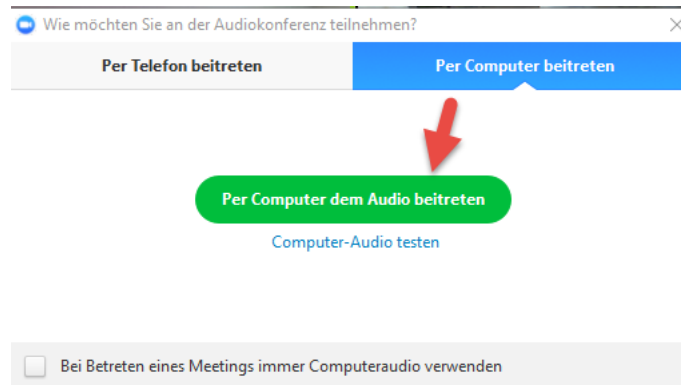 Wie möchten Sie an der Audiokonferenz teilnehmen?
Per Telefon beitreten
Per Computer beitreten
Per Computer dem Audio beitreten
Computer-Audio testen
Bei Betreten eines Meetings immer Computeraudio verwenden